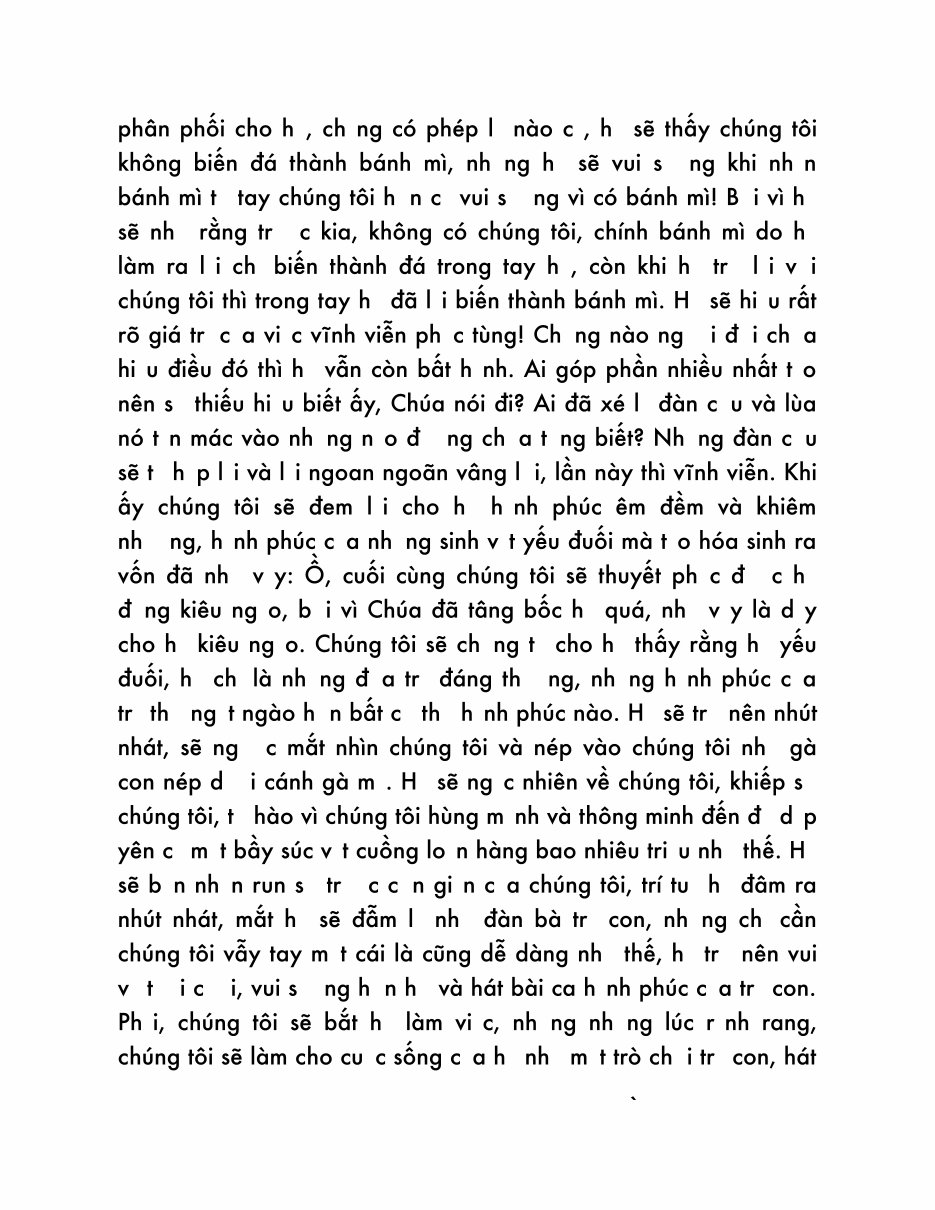 phân phối cho h , ch ng có phép l nào c , h sẽ thấy chúng tôi
không biến đá thành bánh mì, nh ng h sẽ vui s ng khi nh n
bánh mì t tay chúng tôi h n c vui s ng vì có bánh mì! B i vì h
sẽ nh rằng tr c kia, không có chúng tôi, chính bánh mì do h
làm ra l i ch biến thành đá trong tay h , còn khi h tr l i v i
chúng tôi thì trong tay h đã l i biến thành bánh mì. H sẽ hi u rất
rõ giá tr c a vi c vĩnh viễn ph c tùng! Ch ng nào ng i đ i ch a
hi u điều đó thì h vẫn còn bất h nh. Ai góp phần nhiều nhất t o
nên s thiếu hi u biết ấy, Chúa nói đi? Ai đã xé l đàn c u và lùa
nó t n mác vào nh ng n o đ ng ch a t ng biết? Nh ng đàn c u
sẽ t h p l i và l i ngoan ngoãn vâng l i, lần này thì vĩnh viễn. Khi
ấy chúng tôi sẽ đem l i cho h h nh phúc êm đềm và khiêm
nh ng, h nh phúc c a nh ng sinh v t yếu đuối mà t o hóa sinh ra
vốn đã nh v y: Ồ, cuối cùng chúng tôi sẽ thuyết ph c đ c h
đ ng kiêu ng o, b i vì Chúa đã tâng bốc h quá, nh v y là d y
cho h kiêu ng o. Chúng tôi sẽ ch ng t cho h thấy rằng h yếu
đuối, h ch là nh ng đ a tr đáng th ng, nh ng h nh phúc c a
tr th ng t ngào h n bất c th h nh phúc nào. H sẽ tr nên nhút
nhát, sẽ ng c mắt nhìn chúng tôi và nép vào chúng tôi nh gà
con nép d i cánh gà m . H sẽ ng c nhiên về chúng tôi, khiếp s
chúng tôi, t hào vì chúng tôi hùng m nh và thông minh đến đ d p
yên c m t bầy súc v t cuồng lo n hàng bao nhiêu tri u nh thế. H
sẽ b n nh n run s tr c c n gi n c a chúng tôi, trí tu h đâm ra
nhút nhát, mắt h sẽ đẫm l nh đàn bà tr con, nh ng ch cần
chúng tôi vẫy tay m t cái là cũng dễ dàng nh thế, h tr nên vui
v t i c i, vui s ng h n h và hát bài ca h nh phúc c a tr con.
Ph i, chúng tôi sẽ bắt h làm vi c, nh ng nh ng lúc r nh rang,
chúng tôi sẽ làm cho cu c sống c a h nh m t trò ch i tr con, hát